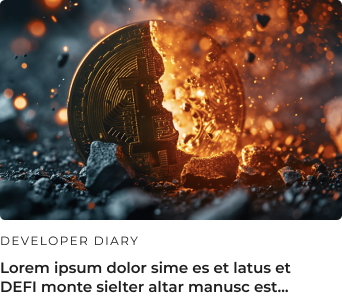 DEVELOPER DIARY
Lorem ipsum dolor sime es et latus et
DEFI monte sielter altar manusc est...